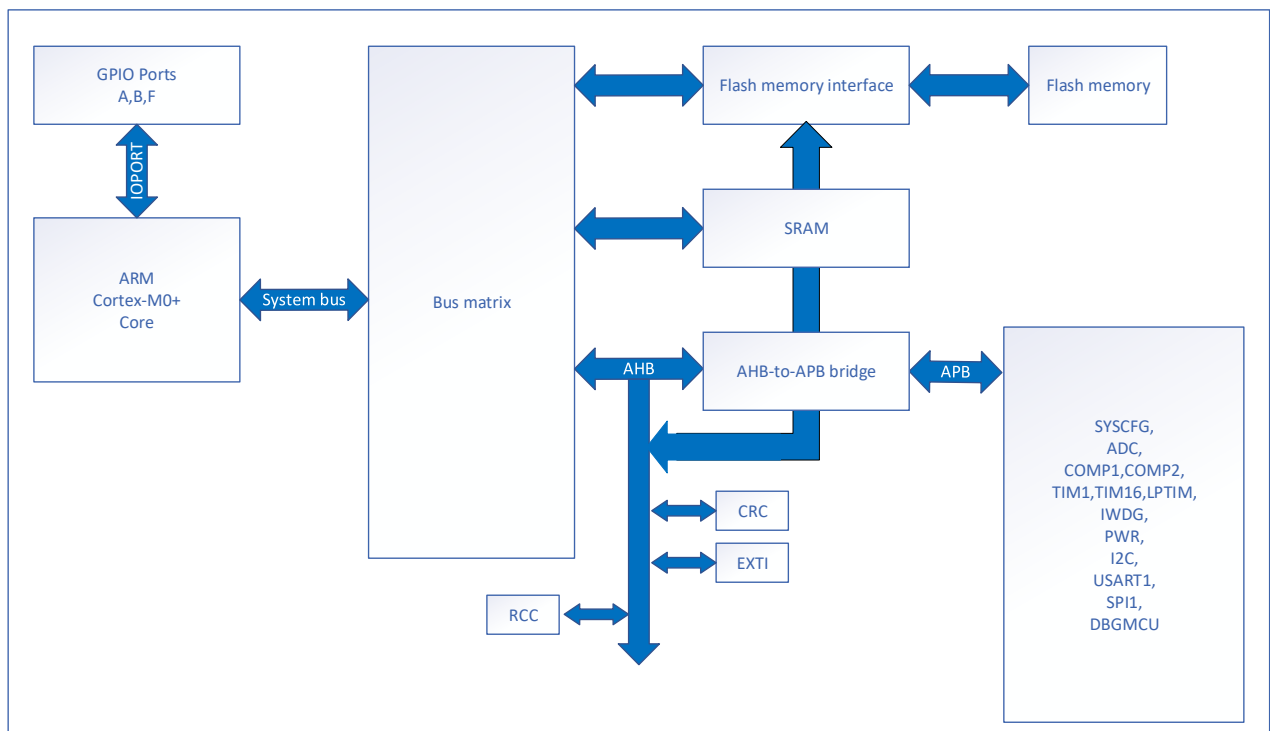 GPIO Ports
A,B,F
IOPORT
ARM
Cortex-M0+
Core
System bus
Bus matrix
Flash memory interface
Flash memory
SRAM
AHB
AHB-to-APB bridge
APB
SYSCFG,
ADC,
COMP1,COMP2,
TIM1,TIM16,LPTIM,
IWDG,
PWR,
I2C,
USART1,
SPI1,
DBGMCU
CRC
EXTI
RCC